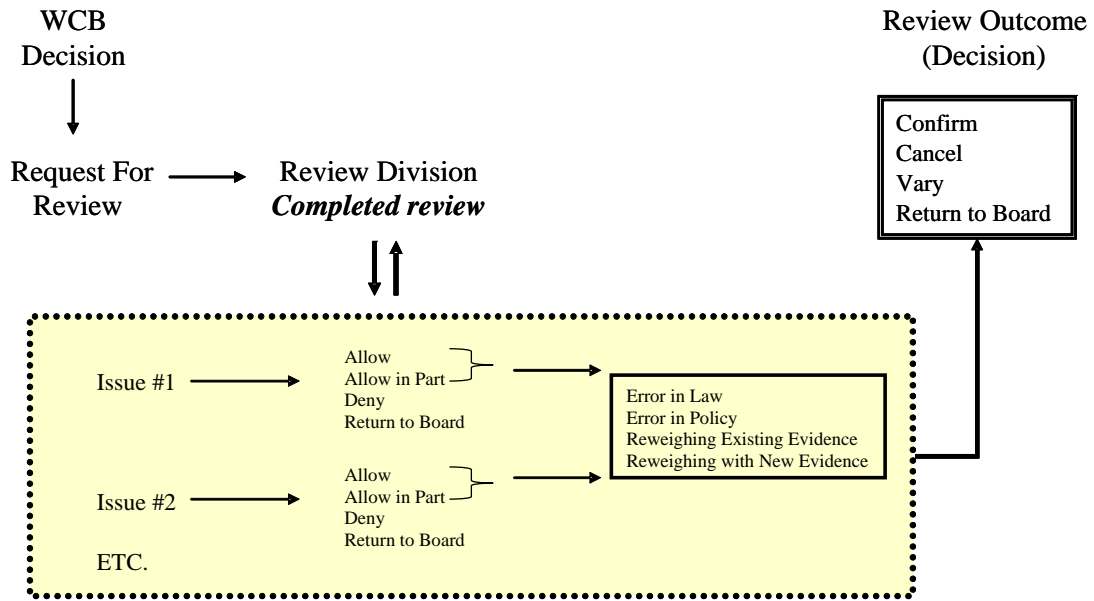 WCB
Decision
Request For
Review
Review Division
Completed review
Review Outcome
(Decision)
Confirm
Cancel
Vary
Return to Board
Issue #1
Allow
Allow in Part
Deny
Return to Board
Issue #2
Allow
Allow in Part
Deny
Return to Board
ETC.
Error in Law
Error in Policy
Reweighing Existing Evidence
Reweighing with New Evidence